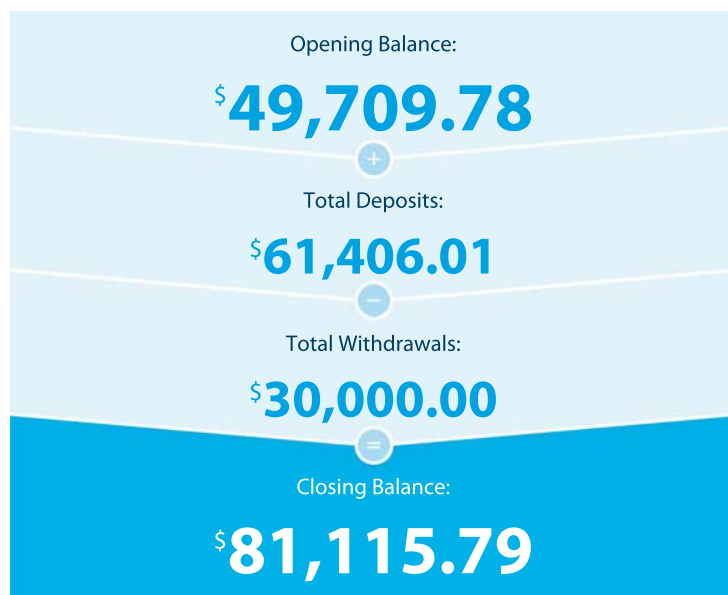 Opening Balance:
$49,709.78
+
Total Deposits:
$61,406.01
−
Total Withdrawals:
$30,000.00
=
Closing Balance:
$81,115.79